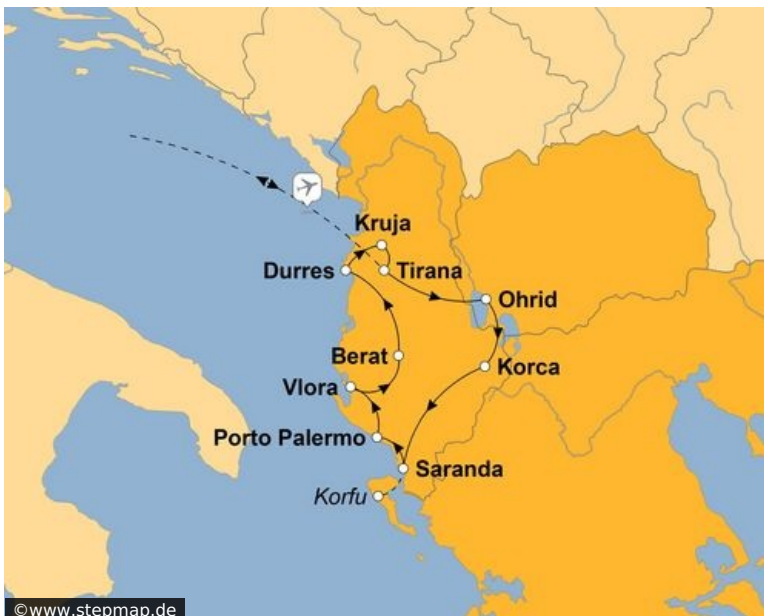 Kruja
Durres
Tirana
Ohrid
Berat
Korca
Vlora
Porto Palermo
Saranda
Korfu
©www.stepmap.de